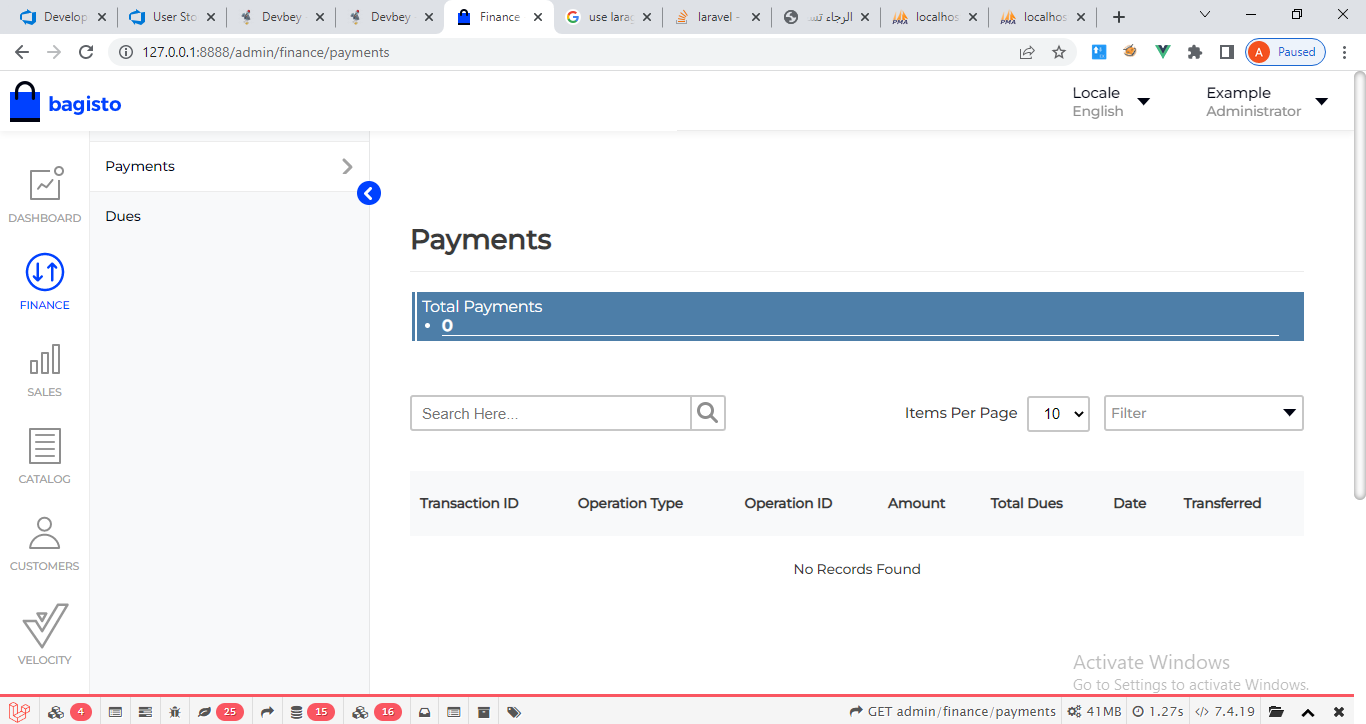 Develop
User Sto
Devbey
Devbey
Finance
use larag
laravel -
الرجاء تسـ
localhos
localhos
127.0.0.1:8888/admin/finance/payments
A Paused
bagisto
Locale
English
Example
Administrator
DASHBOARD
FINANCE
SALES
CATALOG
CUSTOMERS
VELOCITY
Payments
Dues
Payments
Total Payments
• 0
Search Here...
Items Per Page 10 Filter
Transaction ID Operation Type Operation ID Amount Total Dues Date Transferred
No Records Found
Activate Windows
Go to Settings to activate Windows.
4 25 15 16 GET admin/finance/payments 41MB 1.27s 7.4.19